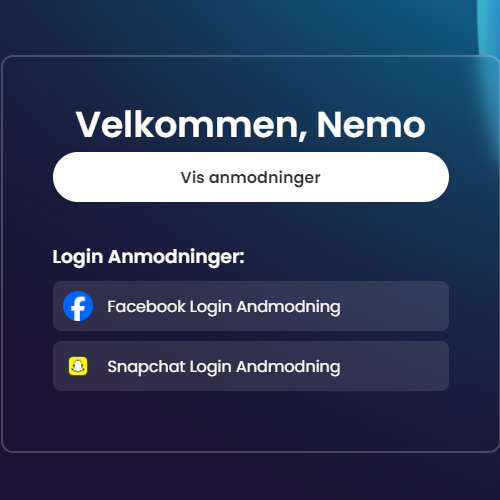 Velkommen, Nemo
Vis anmodninger
Login Anmodninger:
Facebook Login Andmodning
Snapchat Login Andmodning